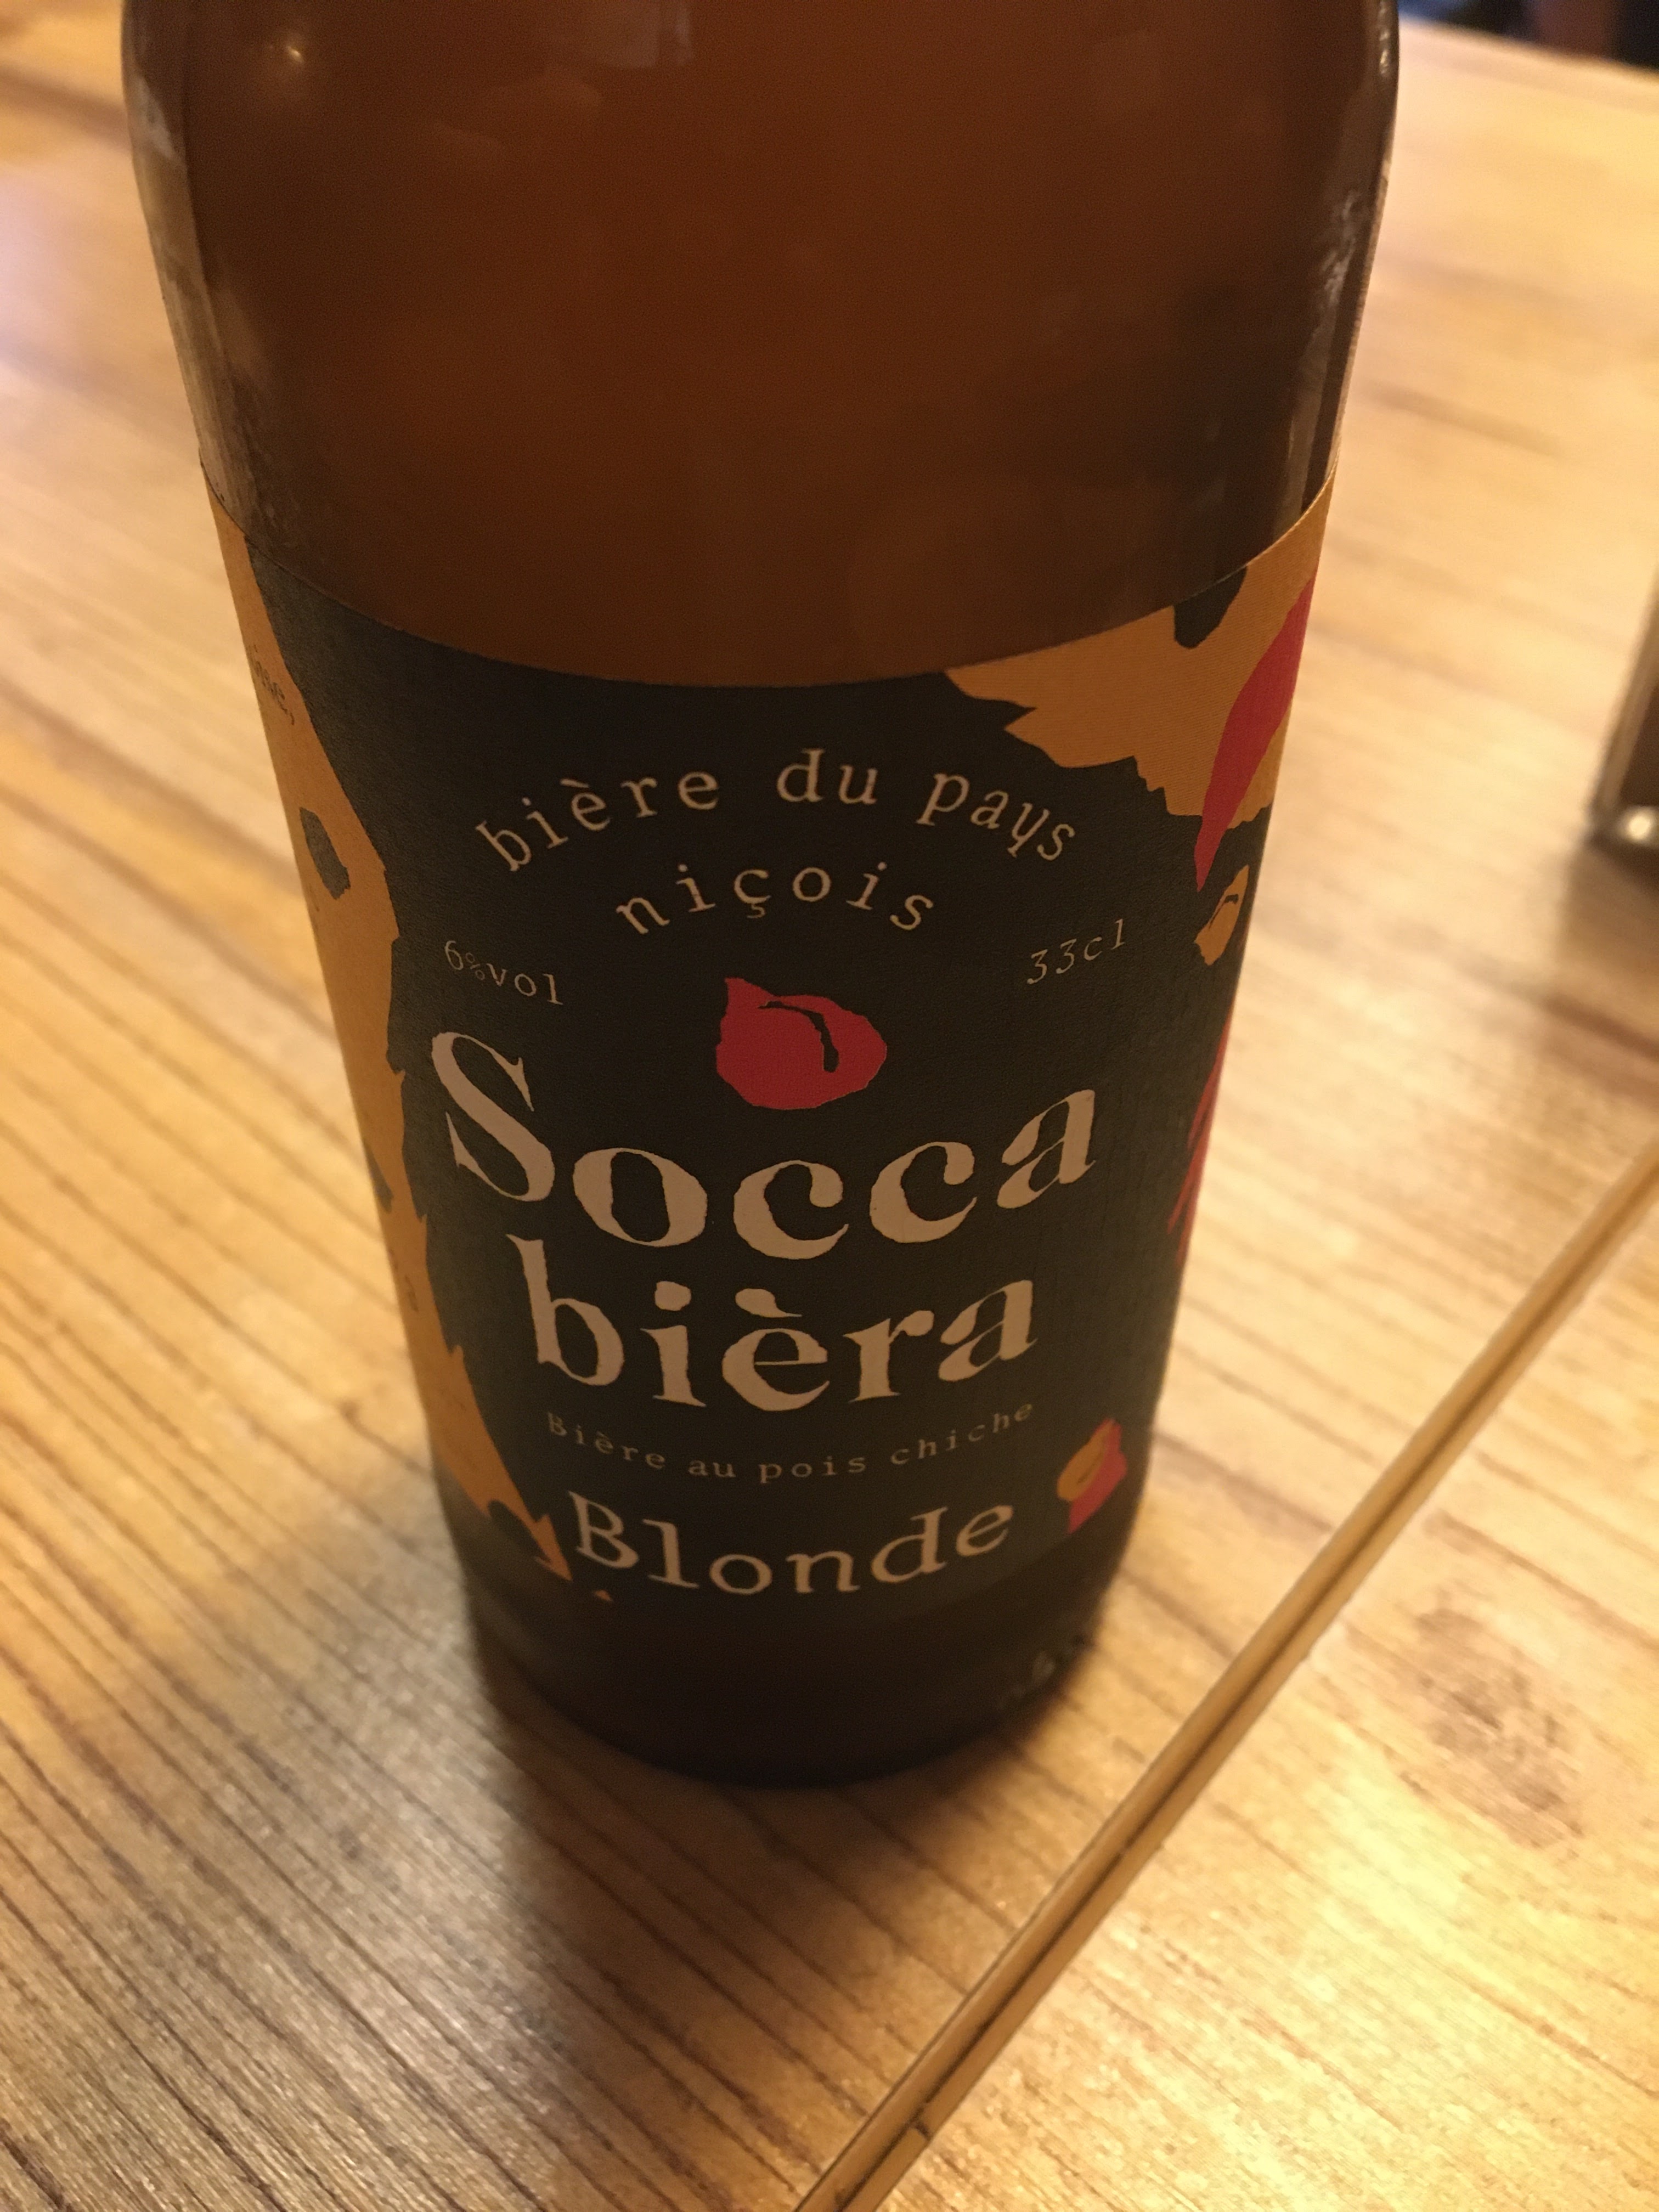 bière du pays
niçois
6%vol
33cl
Socca
bièra
Bière au pois chiche
Blonde